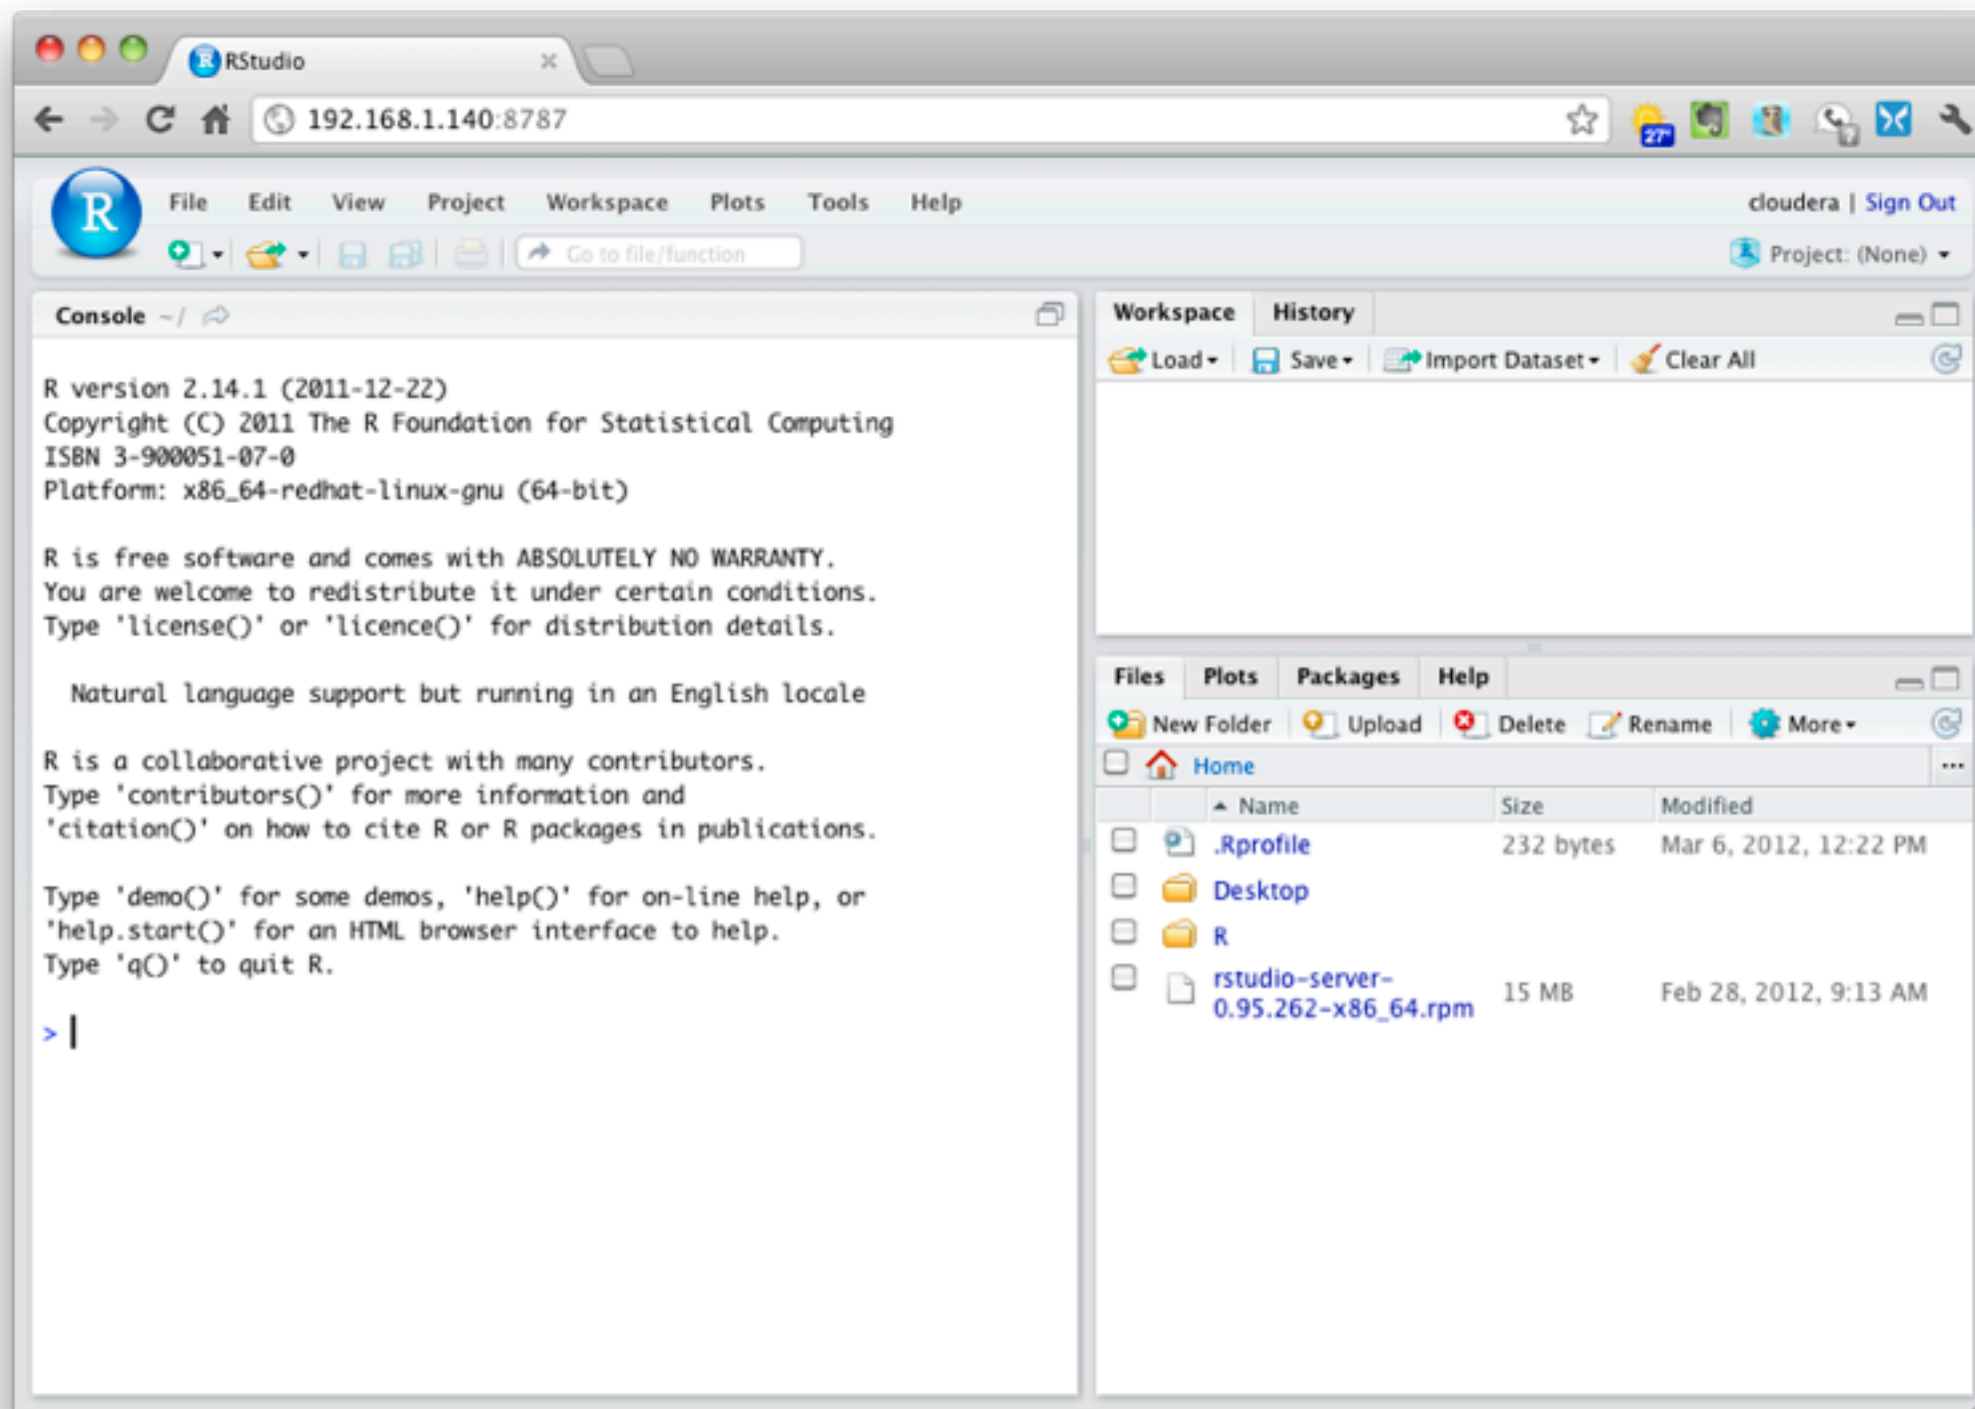 RStudio
192.168.1.140:8787
27°
R
File Edit View Project Workspace Plots Tools Help
cloudera | Sign Out
Go to file/function
Project: (None)
Console ~/
R version 2.14.1 (2011-12-22)
Copyright (C) 2011 The R Foundation for Statistical Computing
ISBN 3-900051-07-0
Platform: x86_64-redhat-linux-gnu (64-bit)
R is free software and comes with ABSOLUTELY NO WARRANTY.
You are welcome to redistribute it under certain conditions.
Type 'license()' or 'licence()' for distribution details.
Natural language support but running in an English locale
R is a collaborative project with many contributors.
Type 'contributors()' for more information and
'citation()' on how to cite R or R packages in publications.
Type 'demo()' for some demos, 'help()' for on-line help, or
'help.start()' for an HTML browser interface to help.
Type 'q()' to quit R.
>
Workspace History
Load Save Import Dataset Clear All
Files Plots Packages Help
New Folder Upload Delete Rename More
Home ...
Name Size Modified
.Rprofile 232 bytes Mar 6, 2012, 12:22 PM
Desktop
R
rstudio-server-
0.95.262-x86_64.rpm 15 MB Feb 28, 2012, 9:13 AM